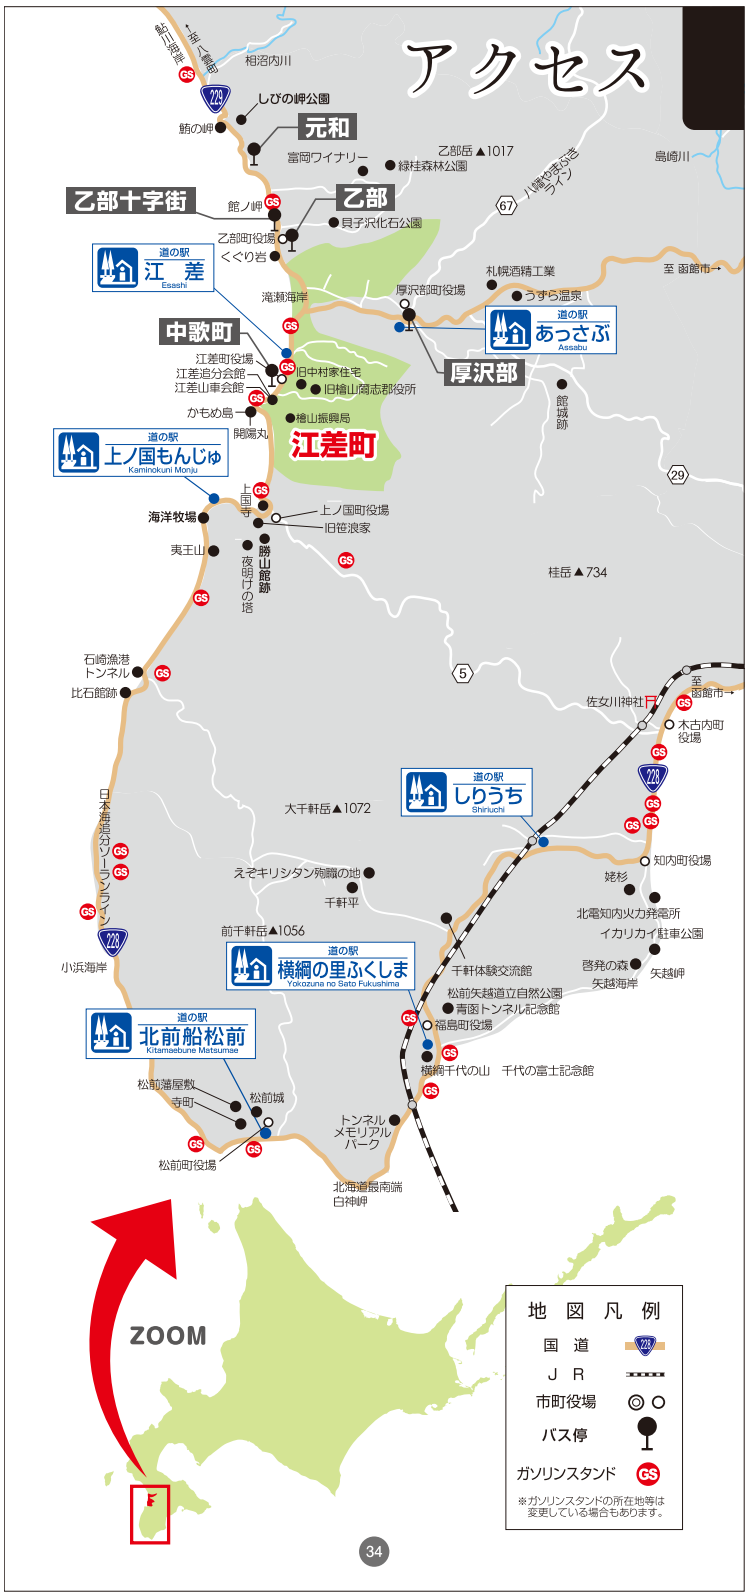 アクセス
鮎川海岸
←至 八雲町
相沼内川
GS
229
しびの岬公園
鮪の岬
元和
富岡ワイナリー
乙部岳▲1017
緑桂森林公園
八幡やまぶき
ライン
島崎川
67
乙部十字街
館ノ岬
GS
乙部
貝子沢化石公園
乙部町役場
くぐり岩
道の駅
江 差
Esashi
滝瀬海岸
厚沢部町役場
札幌酒精工業
うずら温泉
至 函館市→
GS
道の駅
あっさぶ
Assabu
中歌町
江差町役場
江差追分会館
江差山車会館
GS
旧中村家住宅
旧檜山爾志郡役所
厚沢部
館城跡
GS
かもめ島
開陽丸
檜山振興局
江差町
道の駅
上ノ国もんじゅ
Kaminokuni Monju
29
上国寺
GS
海洋牧場
上ノ国町役場
旧笹浪家
夷王山
夜明けの塔
勝山館跡
GS
桂岳▲734
GS
石崎漁港
トンネル
GS
比石館跡
5
佐女川神社
至
函館市→
GS
木古内町
役場
GS
228
GS
GS
GS
道の駅
しりうち
Shiriuchi
日本海追分ソーランライン
大千軒岳▲1072
GS
GS
GS
えぞキリシタン殉職の地
千軒平
知内町役場
姥杉
北電知内火力発電所
イカリカイ駐車公園
228
小浜海岸
前千軒岳▲1056
千軒体験交流館
啓発の森
矢越海岸
矢越岬
道の駅
横綱の里ふくしま
Yokozuna no Sato Fukushima
松前矢越道立自然公園
青函トンネル記念館
GS
福島町役場
道の駅
北前船松前
Kitamaebune Matsumae
GS
横綱千代の山 千代の富士記念館
GS
松前藩屋敷
寺町
松前城
トンネル
メモリアル
パーク
GS
GS
松前町役場
北海道最南端
白神岬
ZOOM
地 図 凡 例
国 道
228
J R
市町役場
バス停
ガソリンスタンド
GS
※ガソリンスタンドの所在地等は
変更している場合もあります。
34